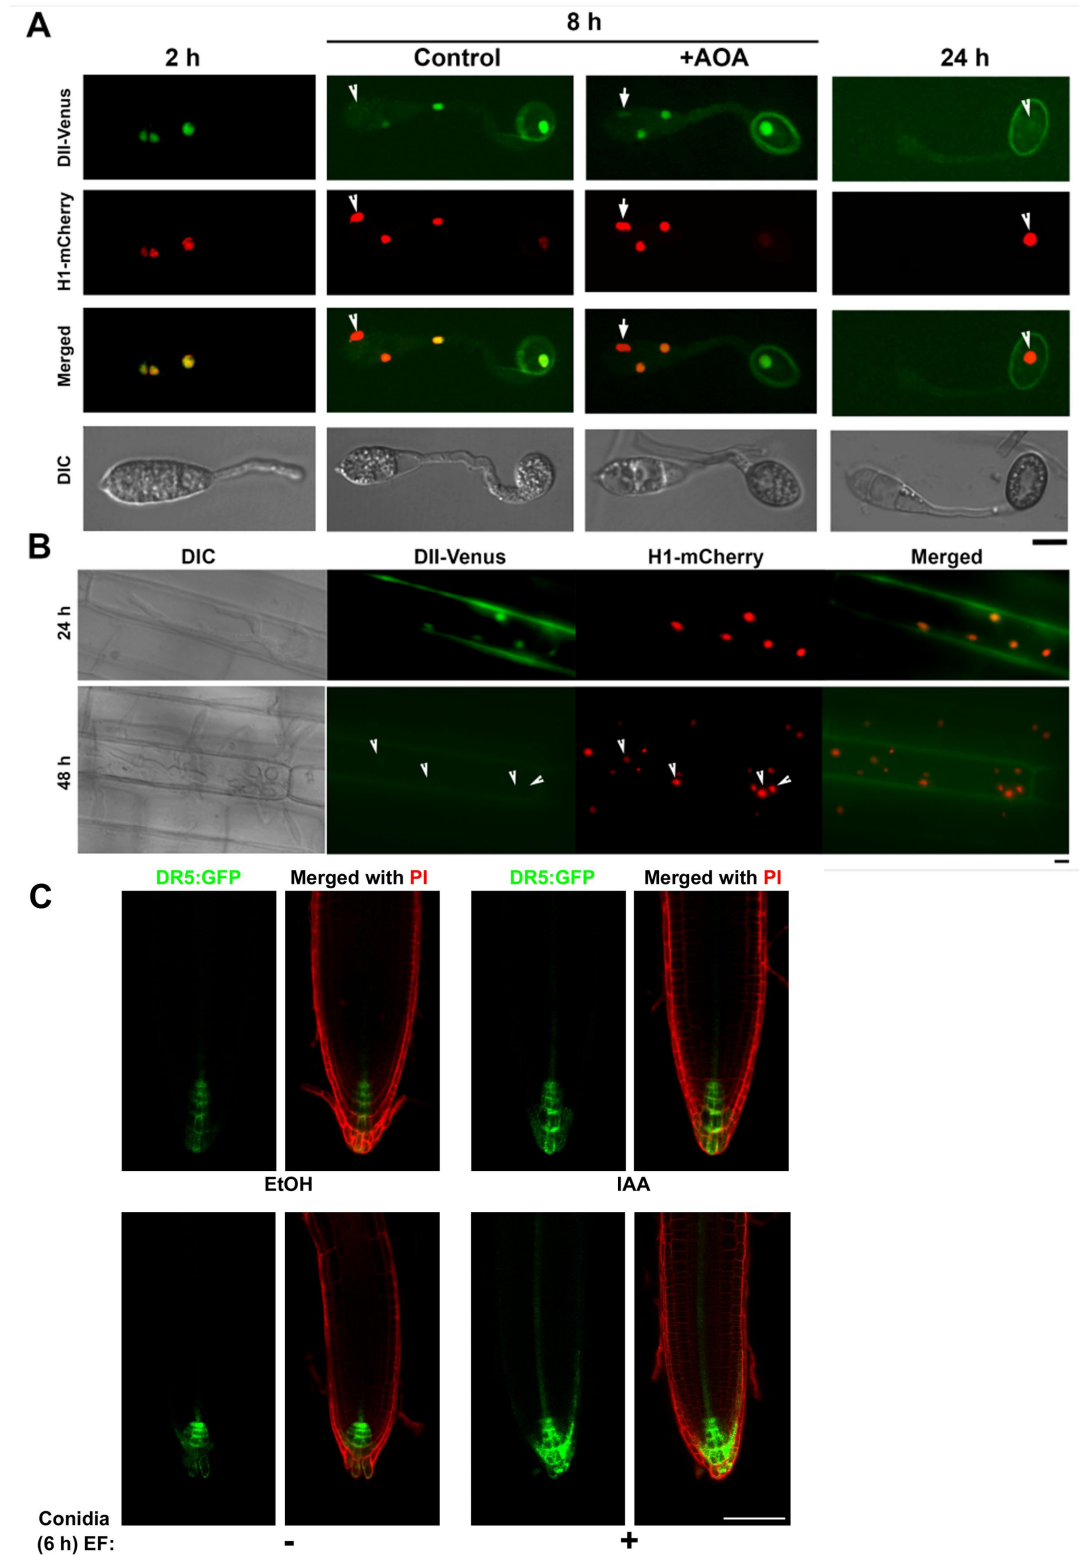 A
8 h
2 h
Control
+AOA
24 h
DII-Venus
H1-mCherry
Merged
DIC
B
DIC
DII-Venus
H1-mCherry
Merged
24 h
48 h
C
DR5:GFP
Merged with PI
DR5:GFP
Merged with PI
EtOH
IAA
Conidia
(6 h) EF:
-
+